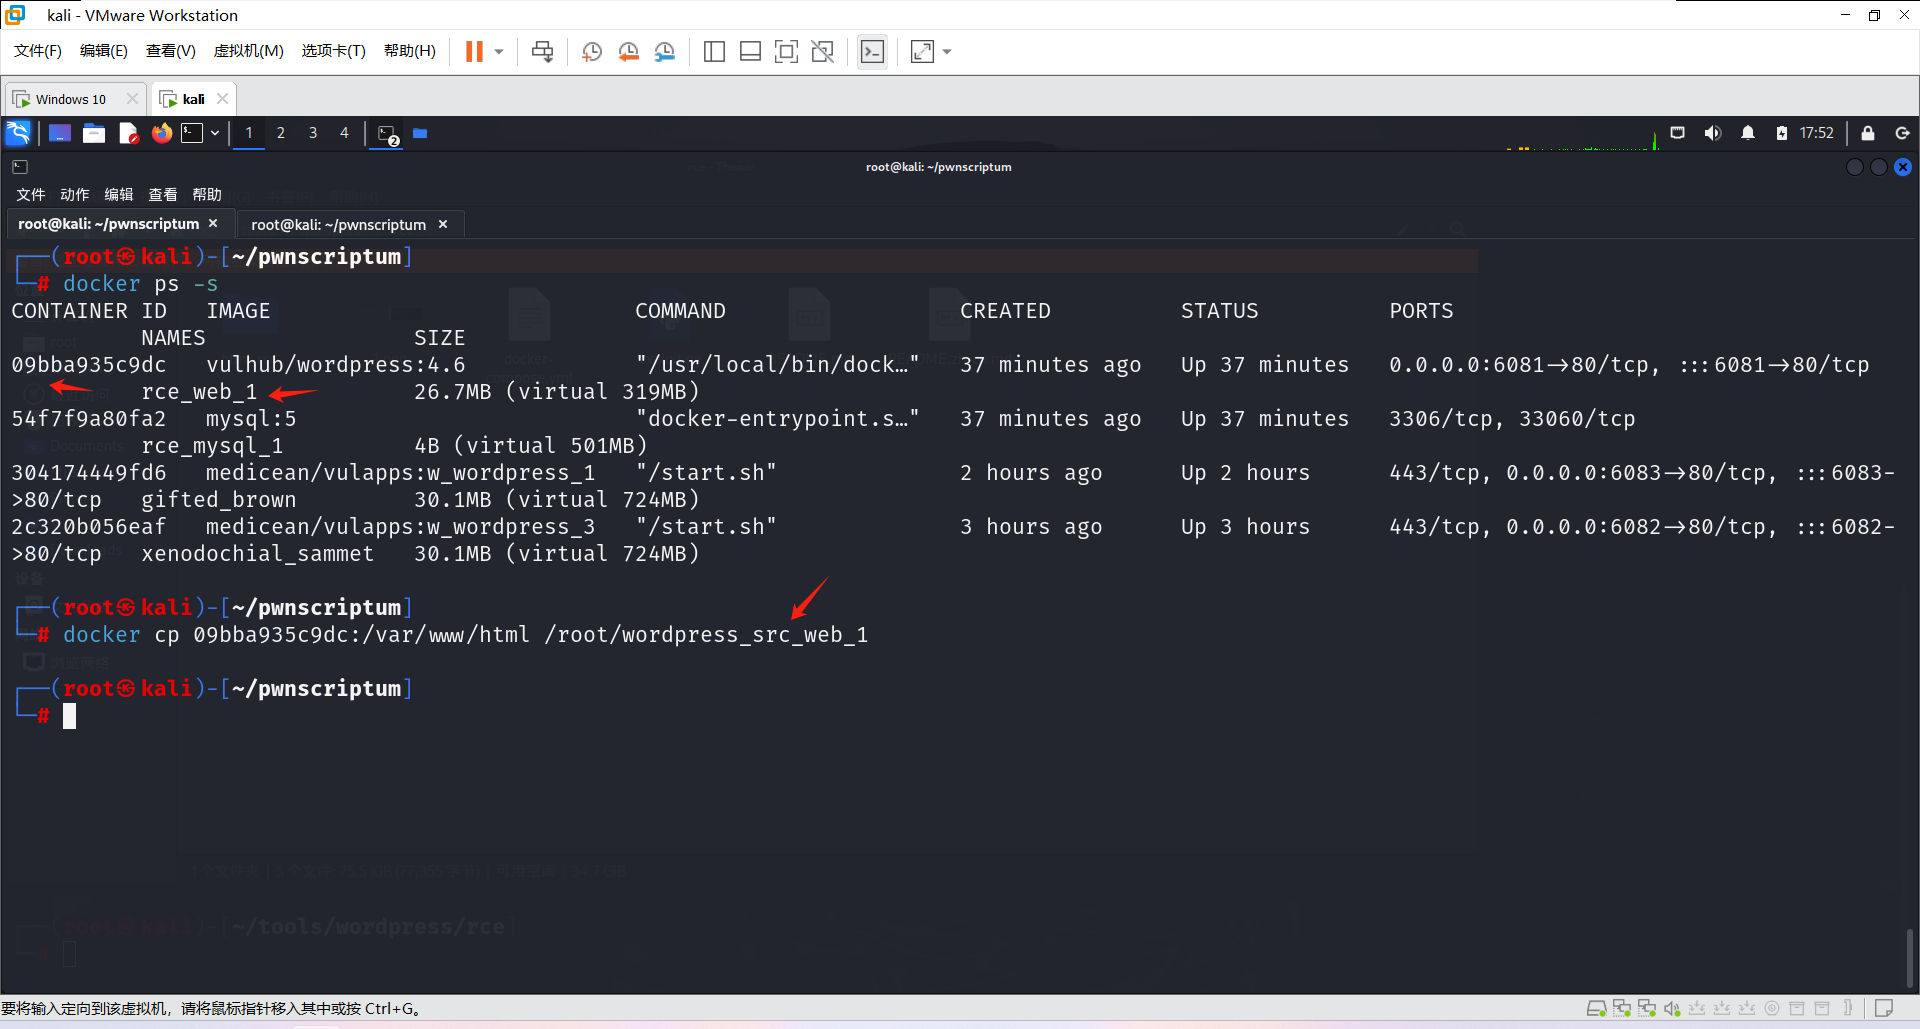 kali - VMware Workstation
文件(F) 编辑(E) 查看(V) 虚拟机(M) 选项卡(T) 帮助(H)
Windows 10 kali
1 2 3 4 2 17:52
root@kali: ~/pwnscriptum
文件 动作 编辑 查看 帮助
root@kali: ~/pwnscriptum × root@kali: ~/pwnscriptum ×
┌──(root㉿kali)-[~/pwnscriptum]
└─# docker ps -s
CONTAINER ID IMAGE COMMAND CREATED STATUS PORTS
NAMES SIZE
09bba935c9dc vulhub/wordpress:4.6 "/usr/local/bin/dock…" 37 minutes ago Up 37 minutes 0.0.0.0:6081->80/tcp, :::6081->80/tcp
rce_web_1 26.7MB (virtual 319MB)
54f7f9a80fa2 mysql:5 "docker-entrypoint.s…" 37 minutes ago Up 37 minutes 3306/tcp, 33060/tcp
rce_mysql_1 4B (virtual 501MB)
304174449fd6 medicean/vulapps:w_wordpress_1 "/start.sh" 2 hours ago Up 2 hours 443/tcp, 0.0.0.0:6083->80/tcp, :::6083-
>80/tcp gifted_brown 30.1MB (virtual 724MB)
2c320b056eaf medicean/vulapps:w_wordpress_3 "/start.sh" 3 hours ago Up 3 hours 443/tcp, 0.0.0.0:6082->80/tcp, :::6082-
>80/tcp xenodochial_sammet 30.1MB (virtual 724MB)
┌──(root㉿kali)-[~/pwnscriptum]
└─# docker cp 09bba935c9dc:/var/www/html /root/wordpress_src_web_1
┌──(root㉿kali)-[~/pwnscriptum]
└─#
┌──(root㉿kali)-[~/tools/wordpress/rce]
要将输入定向到该虚拟机，请将鼠标指针移入其中或按 Ctrl+G。